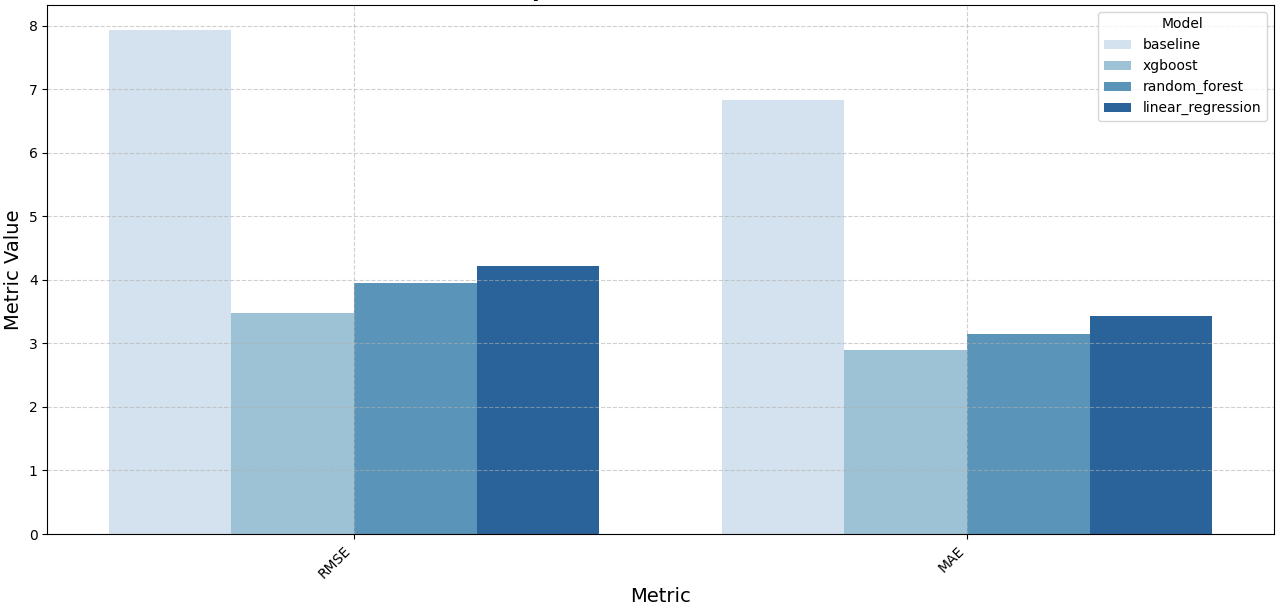 Model
baseline
xgboost
random_forest
linear_regression
Metric Value
8
7
6
5
4
3
2
1
0
RMSE
MAE
Metric